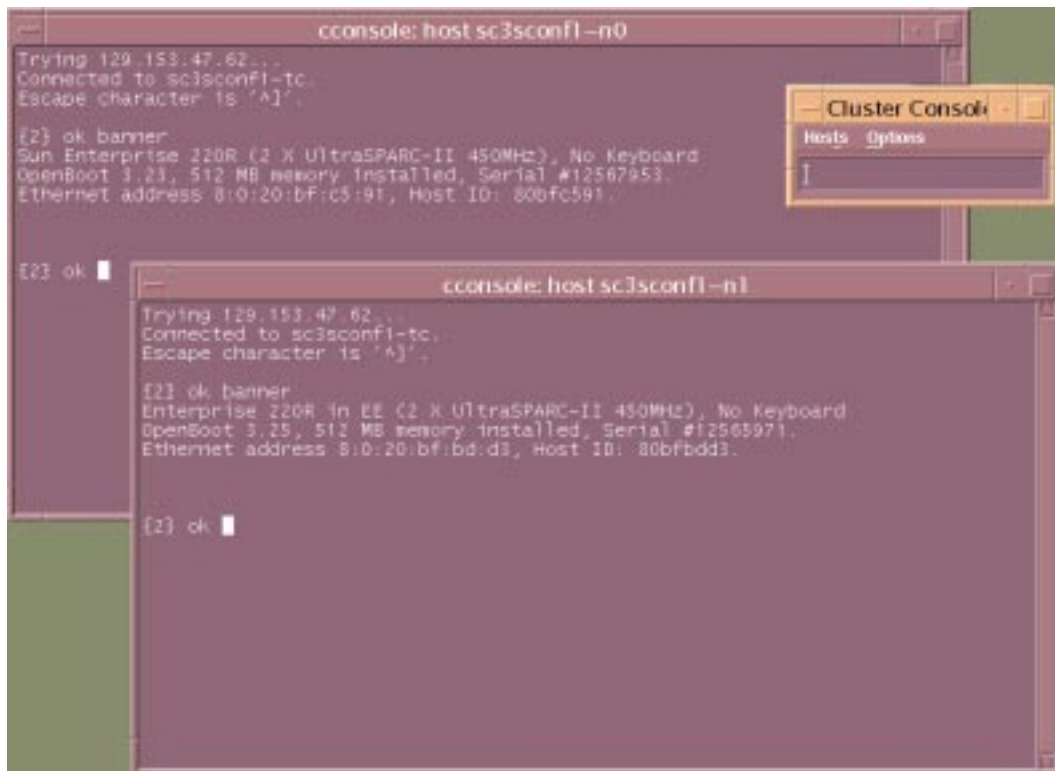 cconsole: host sc3sconf1-n0
Trying 129.153.47.62...
Connected to sc3sconf1-tc.
Escape character is '^]'.
{2} ok banner
Sun Enterprise 220R (2 X UltraSPARC-II 450MHz), No Keyboard
OpenBoot 3.23, 512 MB memory installed, Serial #12567953.
Ethernet address 8:0:20:bf:c5:91, Host ID: 80bfc591.
{2} ok
Cluster Consol
Hosts Options
cconsole: host sc3sconf1-n1
Trying 129.153.47.62...
Connected to sc3sconf1-tc.
Escape character is '^]'.
{2} ok banner
Enterprise 220R in EE (2 X UltraSPARC-II 450MHz), No Keyboard
OpenBoot 3.25, 512 MB memory installed, Serial #12565971.
Ethernet address 8:0:20:bf:bd:d3, Host ID: 80bfbdd3.
{2} ok